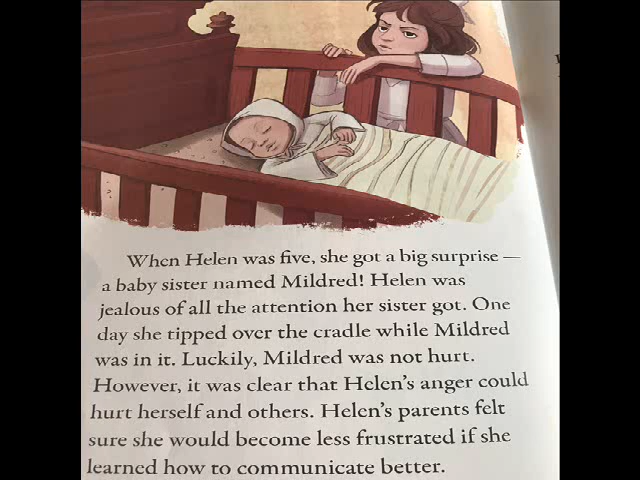 When Helen was five, she got a big surprise —
a baby sister named Mildred! Helen was
jealous of all the attention her sister got. One
day she tipped over the cradle while Mildred
was in it. Luckily, Mildred was not hurt.
However, it was clear that Helen's anger could
hurt herself and others. Helen's parents felt
sure she would become less frustrated if she
learned how to communicate better.